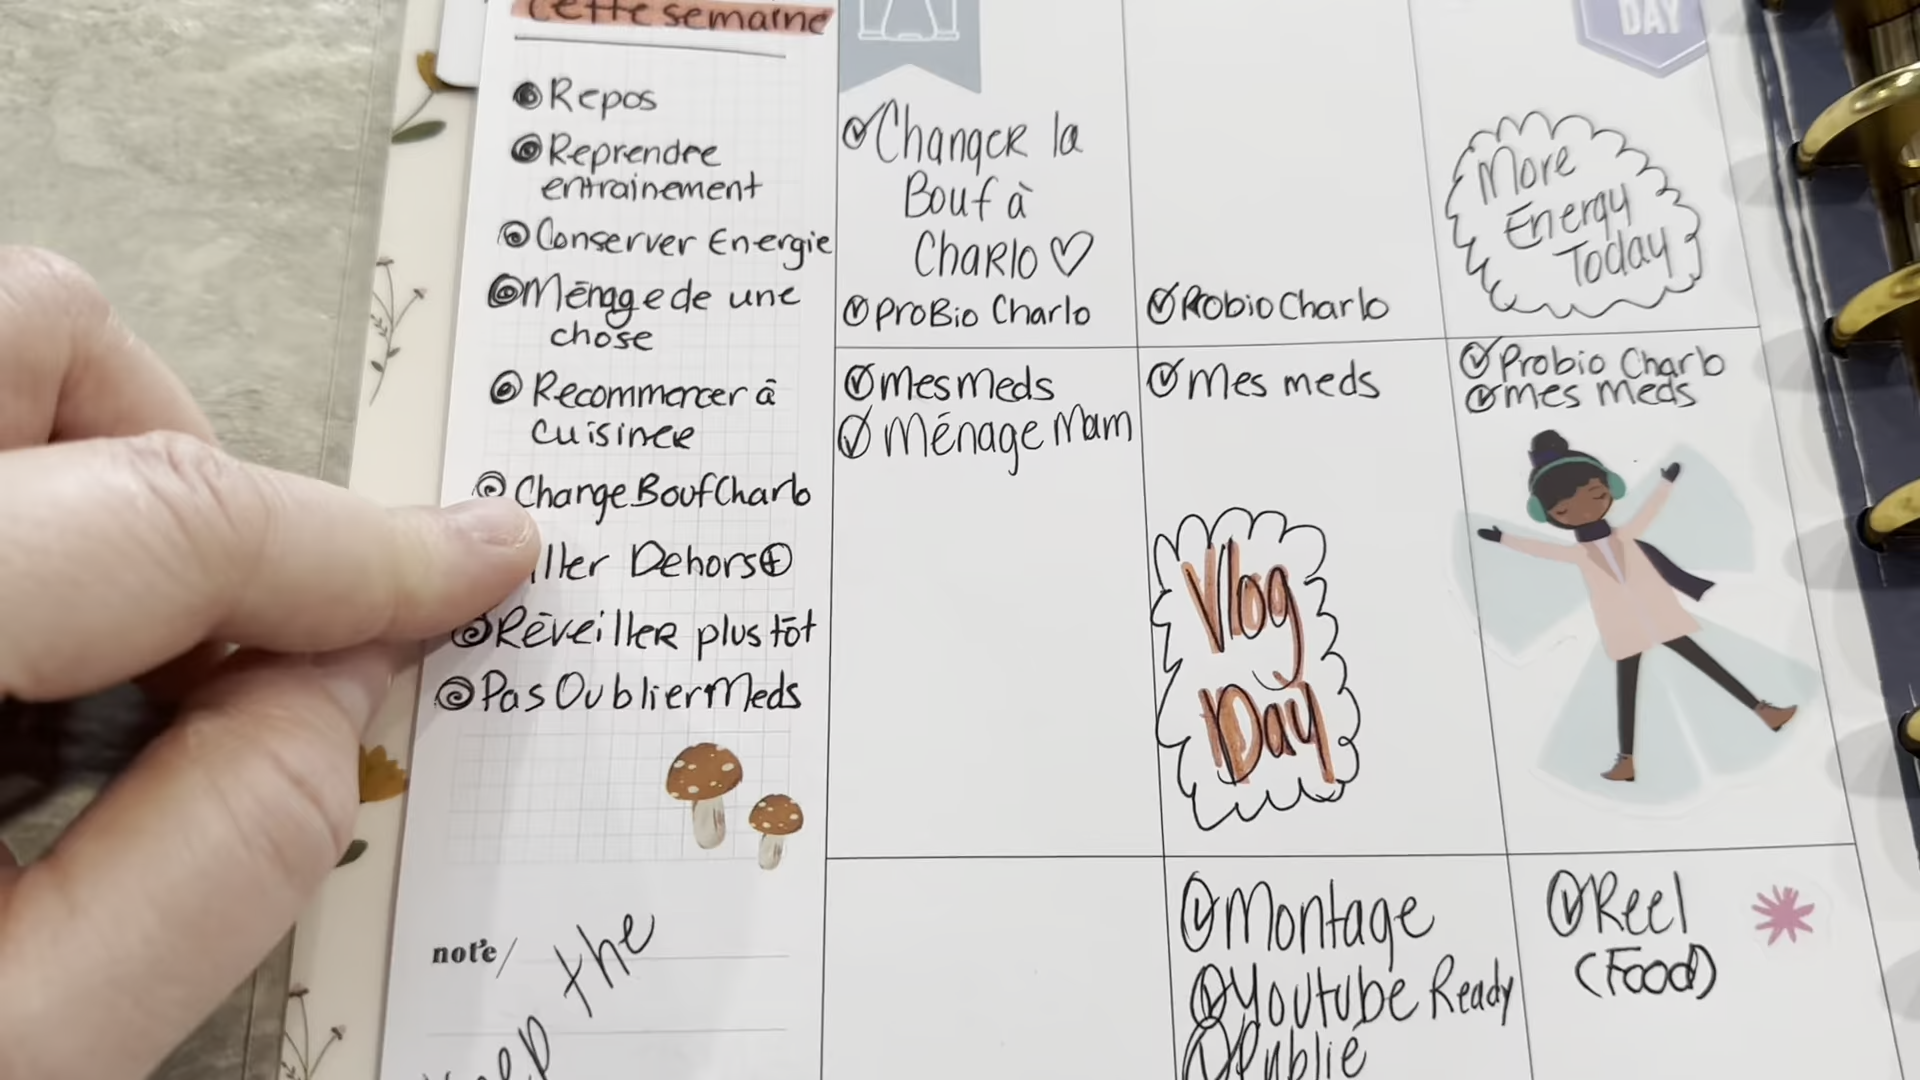 Cette semaine
Repos
Reprendre
entrainement
Conserver Energie
Ménage de une
chose
Recommencer à
cuisiner
Change Bouf Charlo
ller Dehors +
Réveiller plus tôt
Pas Oublier Meds
note/
the
Changer la
Bouf à
Charlo ♡
ProBio Charlo
Mes Meds
Ménage Mam
Probio Charlo
Mes meds
Vlog
Day
Montage
Youtube Ready
Publié
DAY
More
Energy
Today
Probio Charlo
mes Meds
Reel
(Food)